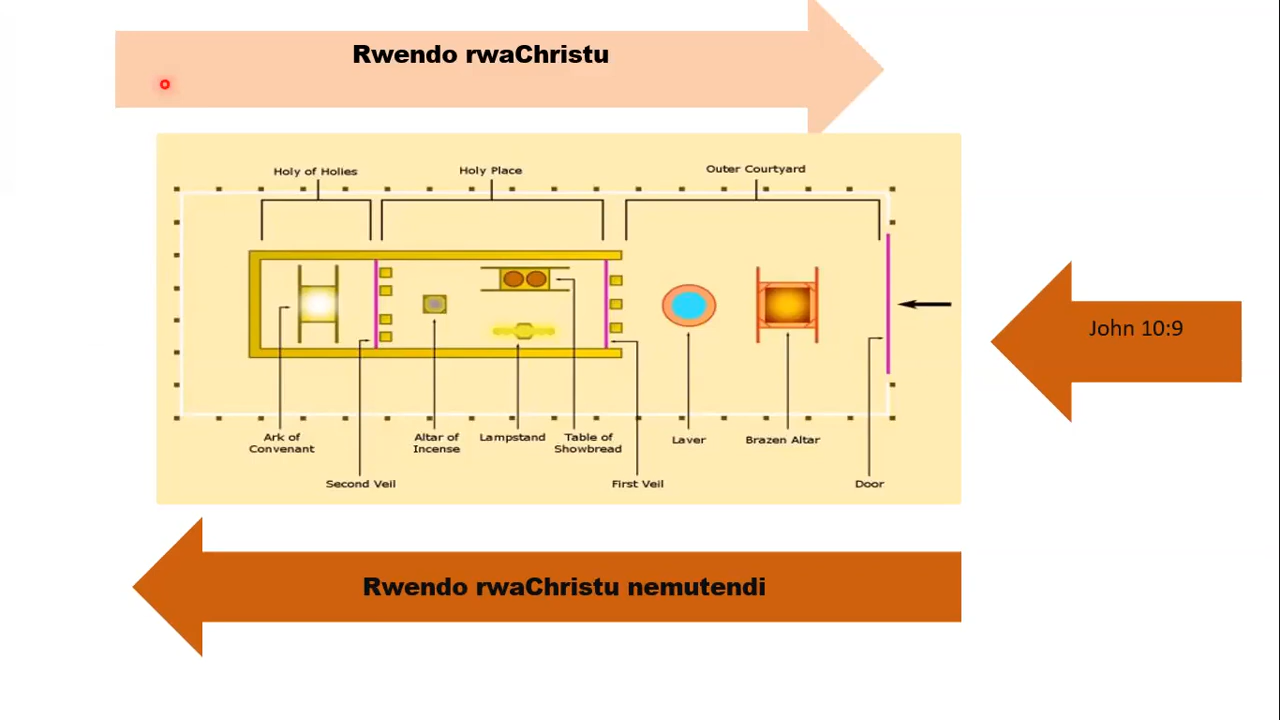 Rwendo rwaChristu
Holy of Holies
Holy Place
Outer Courtyard
John 10:9
Ark of
Convenant
Altar of
Incense
Lampstand
Table of
Showbread
Laver
Brazen Altar
Second Veil
First Veil
Door
Rwendo rwaChristu nemutendi